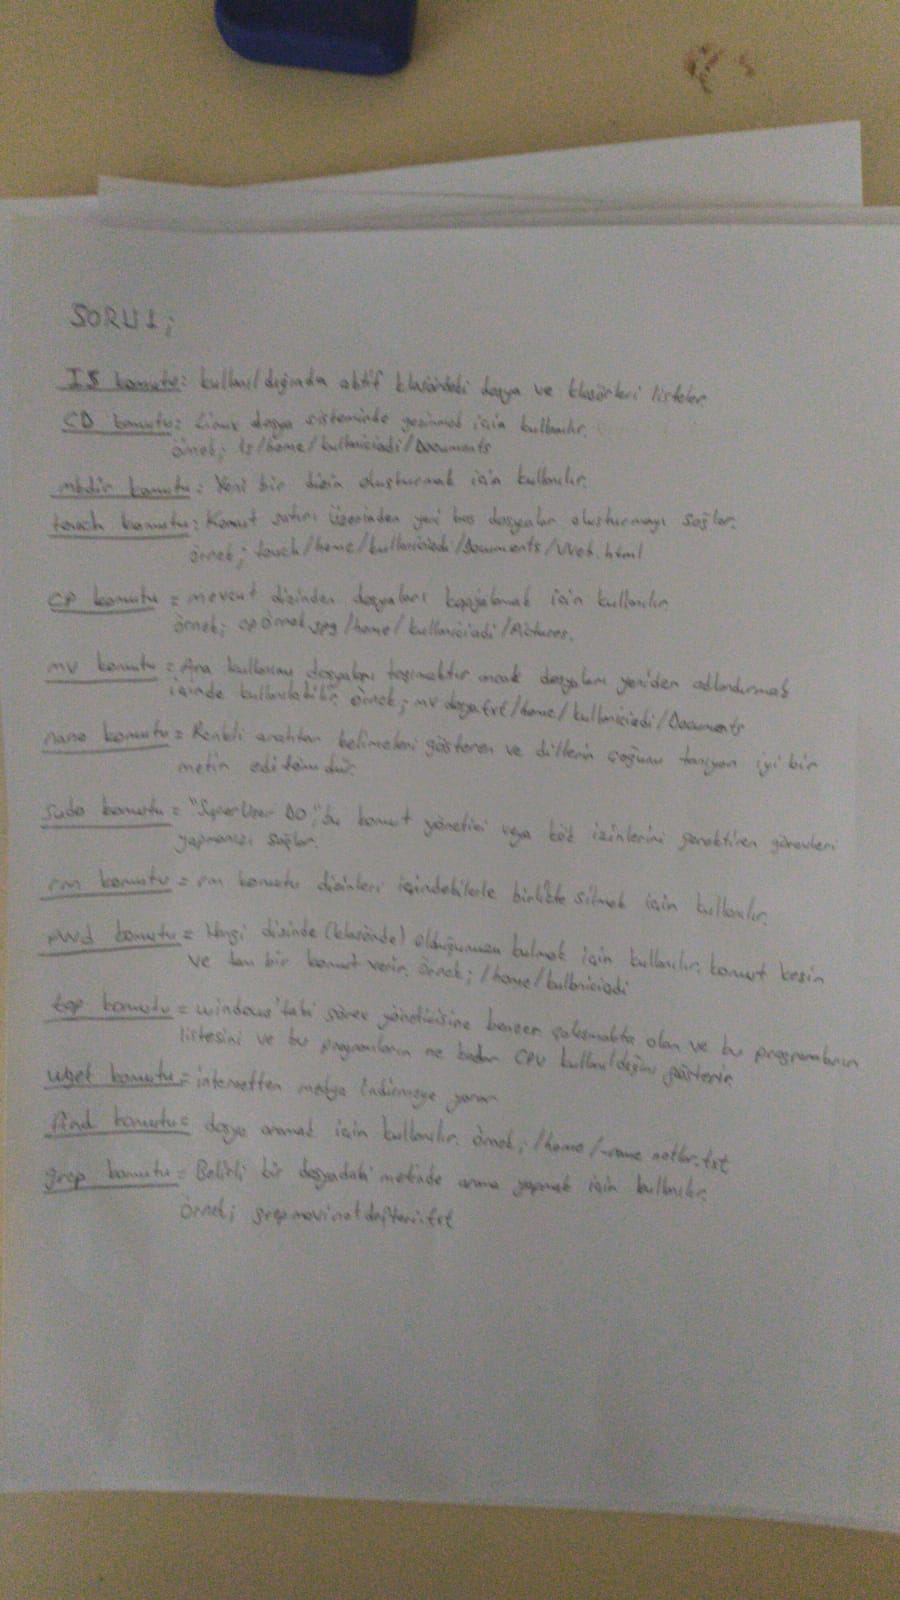 SORU 1;
IS komutu: kullanıldığında aktif klasördeki dosya ve klasörleri listeler
CD komutu: Linux dosya sisteminde gezinmek için kullanılır.
örnek; ls/home/kullaniciadi/Documents
mkdir komutu: Yeni bir dizin oluşturmak için kullanılır.
touch komutu: Komut satırı üzerinden yeni boş dosyalar oluşturmayı sağlar.
örnek; touch/home/kullaniciadi/Documents/Web.html
CP komutu = mevcut dizinden dosyaları kopyalamak için kullanılır
örnek; cp örnek.jpg/home/kullaniciadi/Pictures.
mv komutu = Ana kullanımı dosyaları taşımaktır ancak dosyaları yeniden adlandırmak
içinde kullanılabilir. örnek; mv dosya.txt/home/kullaniciadi/Documents
nano komutu = Renkli anahtar kelimeleri gösteren ve dillerin çoğunu tanıyan iyi bir
metin editörüdür.
sudo komutu = "SuperUser DO", bu komut yönetici veya kök izinlerini gerektiren görevleri
yapmanızı sağlar.
rm komutu = rm komutu dizinleri içindekilerle birlikte silmek için kullanılır.
pwd komutu = Hangi dizinde (klasörde) olduğunuzu bulmak için kullanılır. komut kesin
ve tam bir komut verir. örnek; /home/kullaniciadi
top komutu = windows'taki görev yöneticisine benzer çalışmakta olan ve bu programların
listesini ve bu programların ne kadar CPU kullanıldığını gösterir.
wget komutu = internetten medya indirmeye yarar
find komutu = dosya aramak için kullanılır. örnek; /home/-name notlar.txt
grep komutu = Belirli bir dosyadaki metinde arama yapmak için kullanılır.
örnek; grep mavi not defteri.txt